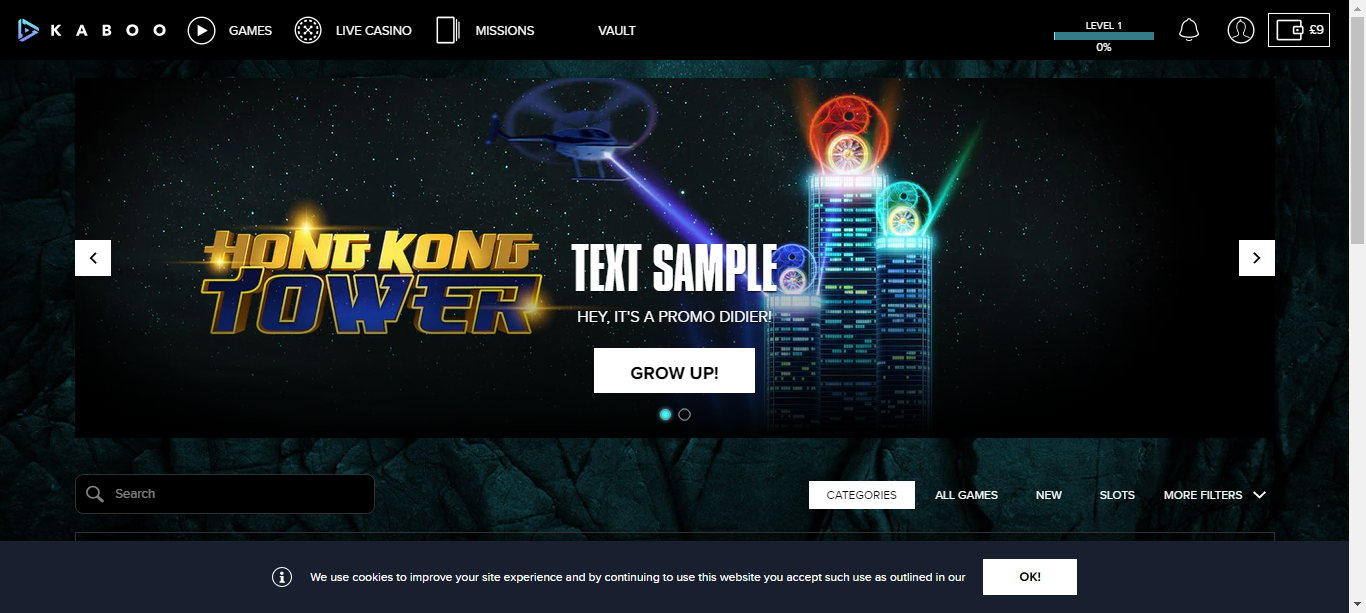 KABOO
GAMES
LIVE CASINO
MISSIONS
VAULT
LEVEL 1
0%
£9
HONG KONG
TOWER
TEXT SAMPLE
HEY, IT'S A PROMO DIDIER!
GROW UP!
Search
CATEGORIES
ALL GAMES
NEW
SLOTS
MORE FILTERS
We use cookies to improve your site experience and by continuing to use this website you accept such use as outlined in our
OK!